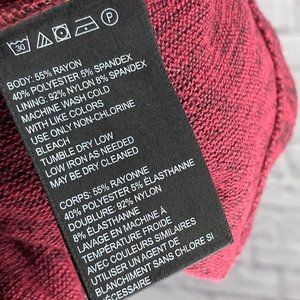 30
BODY: 55% RAYON
40% POLYESTER 5% SPANDEX
LINING: 92% NYLON 8% SPANDEX
MACHINE WASH COLD
WITH LIKE COLORS
USE ONLY NON-CHLORINE
BLEACH
TUMBLE DRY LOW
LOW IRON AS NEEDED
MAY BE DRY CLEANED
CORPS: 55% RAYONNE
40% POLYESTER 5% ÉLASTHANNE
DOUBLURE: 92% NYLON
8% ÉLASTHANNE
LAVAGE EN MACHINE À
TEMPÉRATURE FROIDE
AVEC COULEURS SIMILAIRES
UTILISER UN AGENT DE
BLANCHIMENT SANS CHLORE SI
NÉCESSAIRE